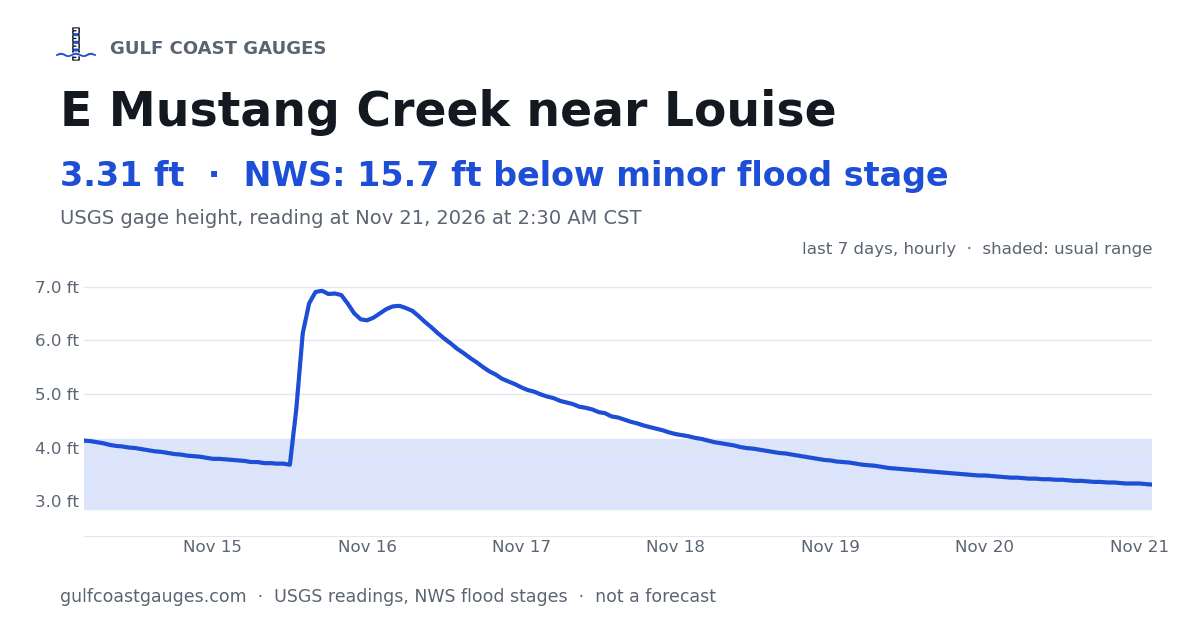 GULF COAST GAUGES
E Mustang Creek near Louise
3.31 ft · NWS: 15.7 ft below minor flood stage
USGS gage height, reading at Nov 21, 2026 at 2:30 AM CST
last 7 days, hourly · shaded: usual range
7.0 ft
6.0 ft
5.0 ft
4.0 ft
3.0 ft
Nov 15 Nov 16 Nov 17 Nov 18 Nov 19 Nov 20 Nov 21
gulfcoastgauges.com · USGS readings, NWS flood stages · not a forecast